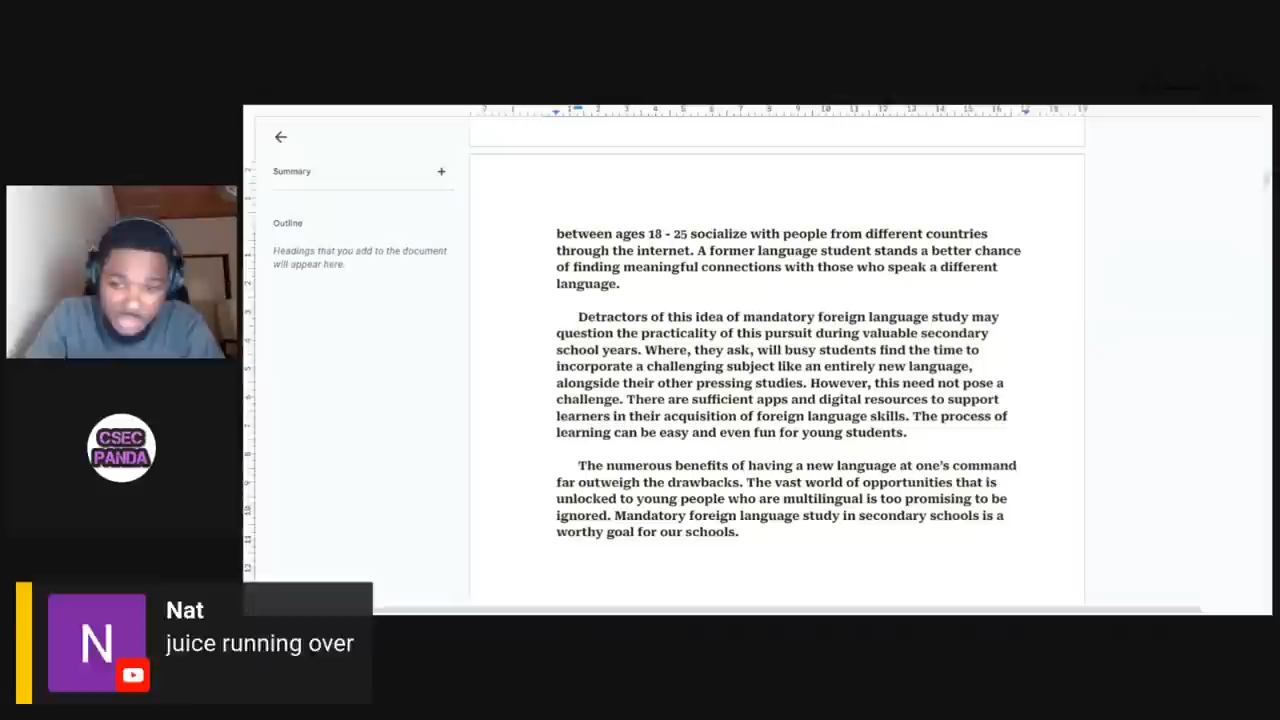 Summary
+
Outline
Headings that you add to the document
will appear here.
between ages 18 - 25 socialize with people from different countries
through the internet. A former language student stands a better chance
of finding meaningful connections with those who speak a different
language.
Detractors of this idea of mandatory foreign language study may
question the practicality of this pursuit during valuable secondary
school years. Where, they ask, will busy students find the time to
incorporate a challenging subject like an entirely new language,
alongside their other pressing studies. However, this need not pose a
challenge. There are sufficient apps and digital resources to support
learners in their acquisition of foreign language skills. The process of
learning can be easy and even fun for young students.
The numerous benefits of having a new language at one's command
far outweigh the drawbacks. The vast world of opportunities that is
unlocked to young people who are multilingual is too promising to be
ignored. Mandatory foreign language study in secondary schools is a
worthy goal for our schools.
CSEC
PANDA
N
Nat
juice running over